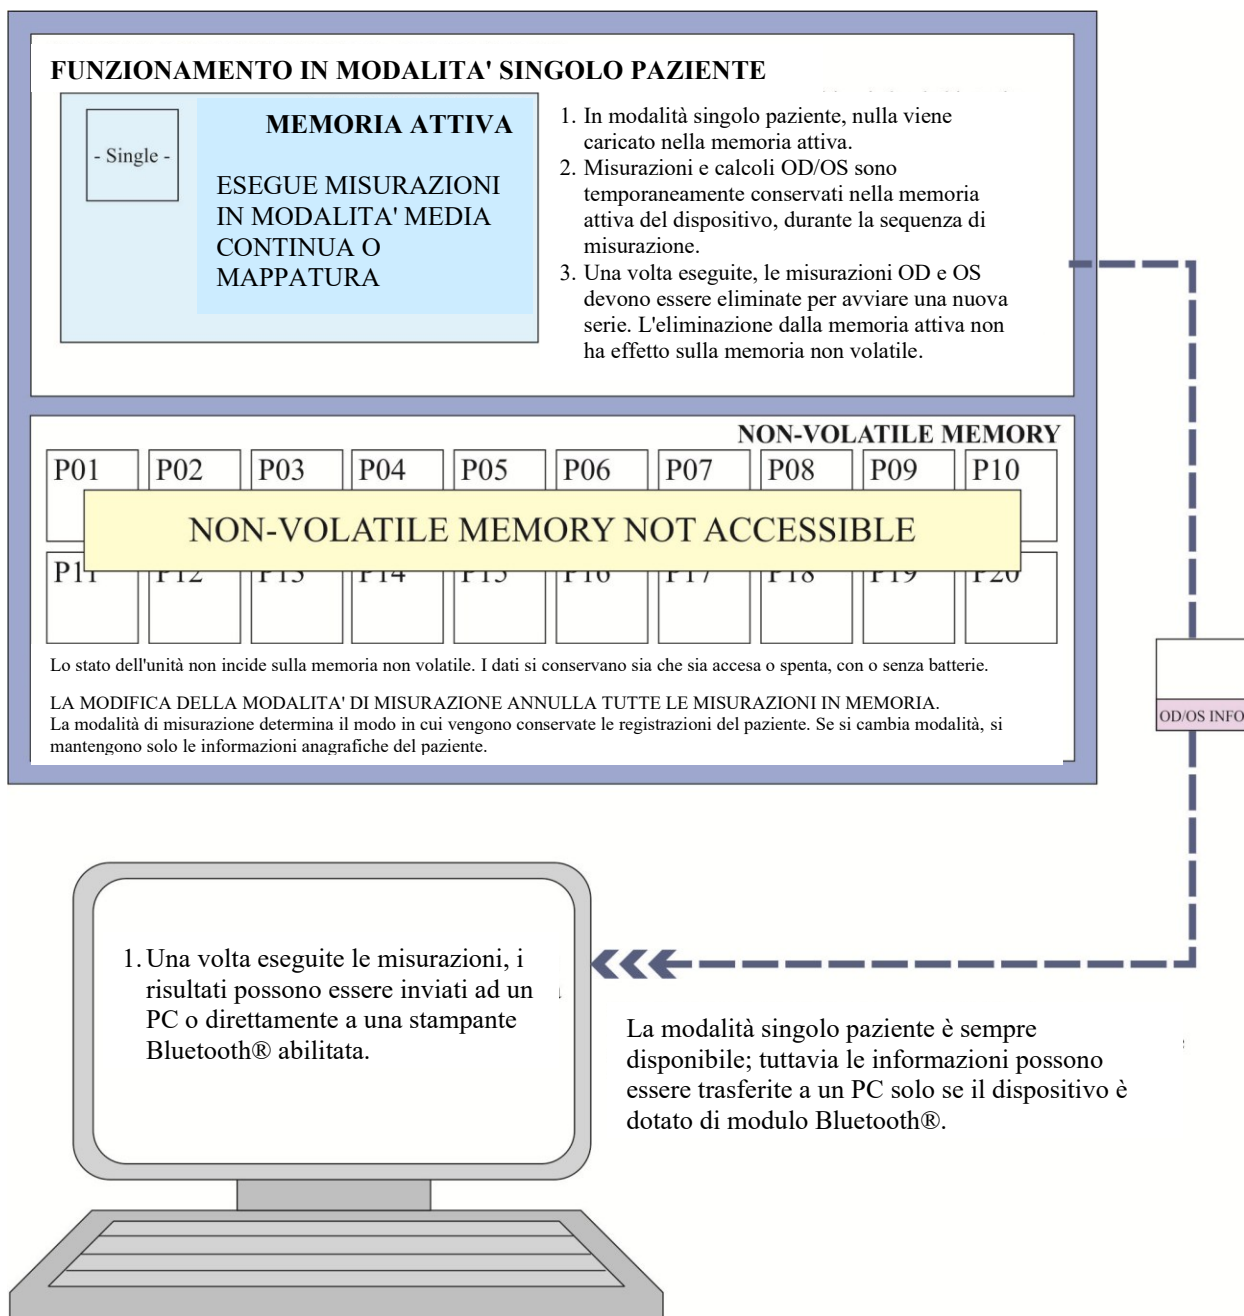 FUNZIONAMENTO IN MODALITA' SINGOLO PAZIENTE
- Single -
MEMORIA ATTIVA
ESEGUE MISURAZIONI
IN MODALITA' MEDIA
CONTINUA O
MAPPATURA
1. In modalità singolo paziente, nulla viene
caricato nella memoria attiva.
2. Misurazioni e calcoli OD/OS sono
temporaneamente conservati nella memoria
attiva del dispositivo, durante la sequenza di
misurazione.
3. Una volta eseguite, le misurazioni OD e OS
devono essere eliminate per avviare una nuova
serie. L'eliminazione dalla memoria attiva non
ha effetto sulla memoria non volatile.
NON-VOLATILE MEMORY
P01 P02 P03 P04 P05 P06 P07 P08 P09 P10
NON-VOLATILE MEMORY NOT ACCESSIBLE
P11 P12 P13 P14 P15 P16 P17 P18 P19 P20
Lo stato dell'unità non incide sulla memoria non volatile. I dati si conservano sia che sia accesa o spenta, con o senza batterie.
LA MODIFICA DELLA MODALITA' DI MISURAZIONE ANNULLA TUTTE LE MISURAZIONI IN MEMORIA.
La modalità di misurazione determina il modo in cui vengono conservate le registrazioni del paziente. Se si cambia modalità, si
mantengono solo le informazioni anagrafiche del paziente.
OD/OS INFO
1. Una volta eseguite le misurazioni, i
risultati possono essere inviati ad un
PC o direttamente a una stampante
Bluetooth® abilitata.
La modalità singolo paziente è sempre
disponibile; tuttavia le informazioni possono
essere trasferite a un PC solo se il dispositivo è
dotato di modulo Bluetooth®.